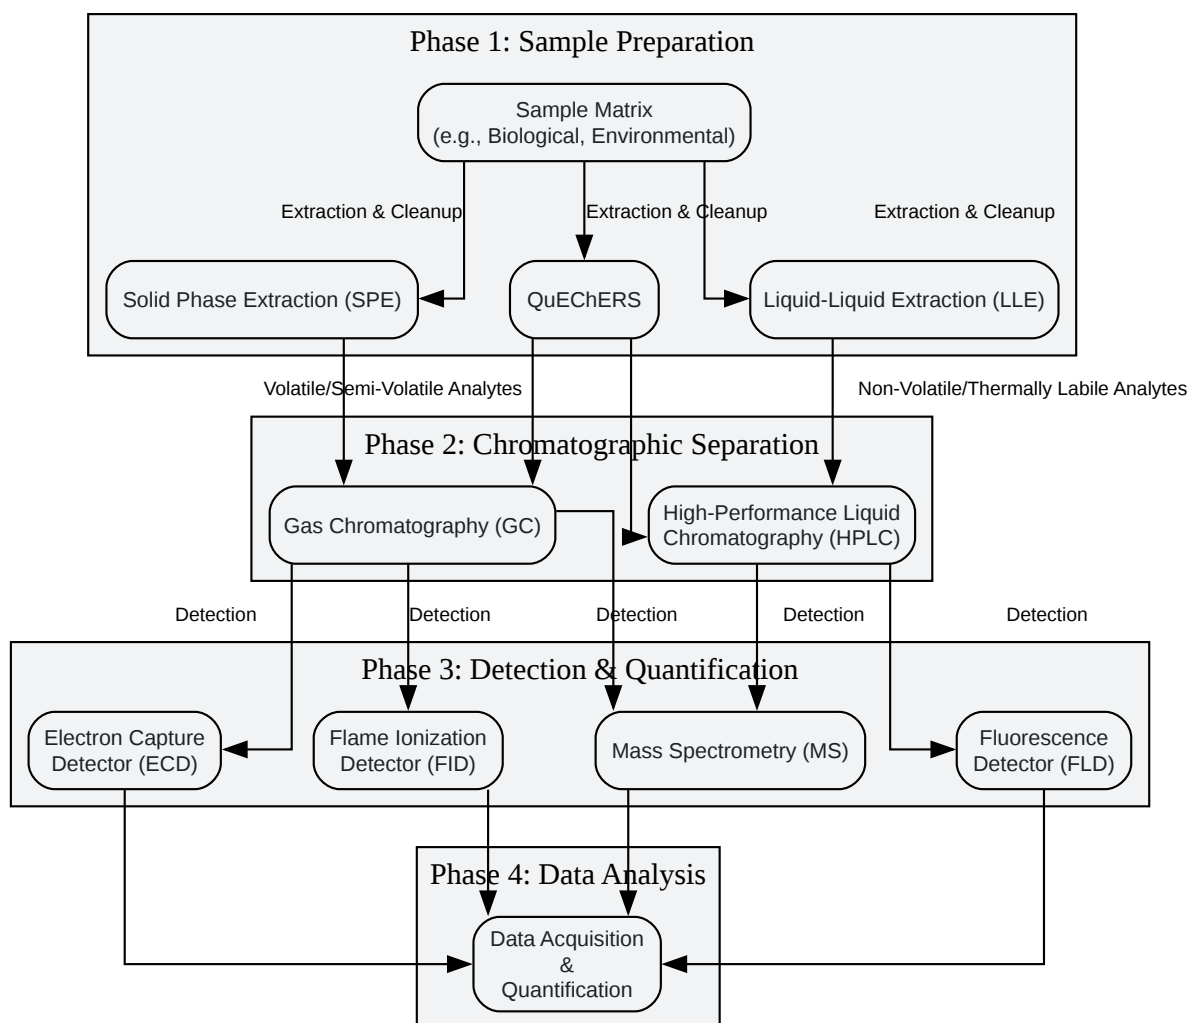 Phase 1: Sample Preparation
Sample Matrix
(e.g., Biological, Environmental)
Extraction & Cleanup
Extraction & Cleanup
Extraction & Cleanup
Solid Phase Extraction (SPE)
QuEChERS
Liquid-Liquid Extraction (LLE)
Volatile/Semi-Volatile Analytes
Non-Volatile/Thermally Labile Analytes
Phase 2: Chromatographic Separation
Gas Chromatography (GC)
High-Performance Liquid
Chromatography (HPLC)
Detection
Detection
Detection
Detection
Detection
Phase 3: Detection & Quantification
Electron Capture
Detector (ECD)
Flame Ionization
Detector (FID)
Mass Spectrometry (MS)
Fluorescence
Detector (FLD)
Phase 4: Data Analysis
Data Acquisition
&
Quantification